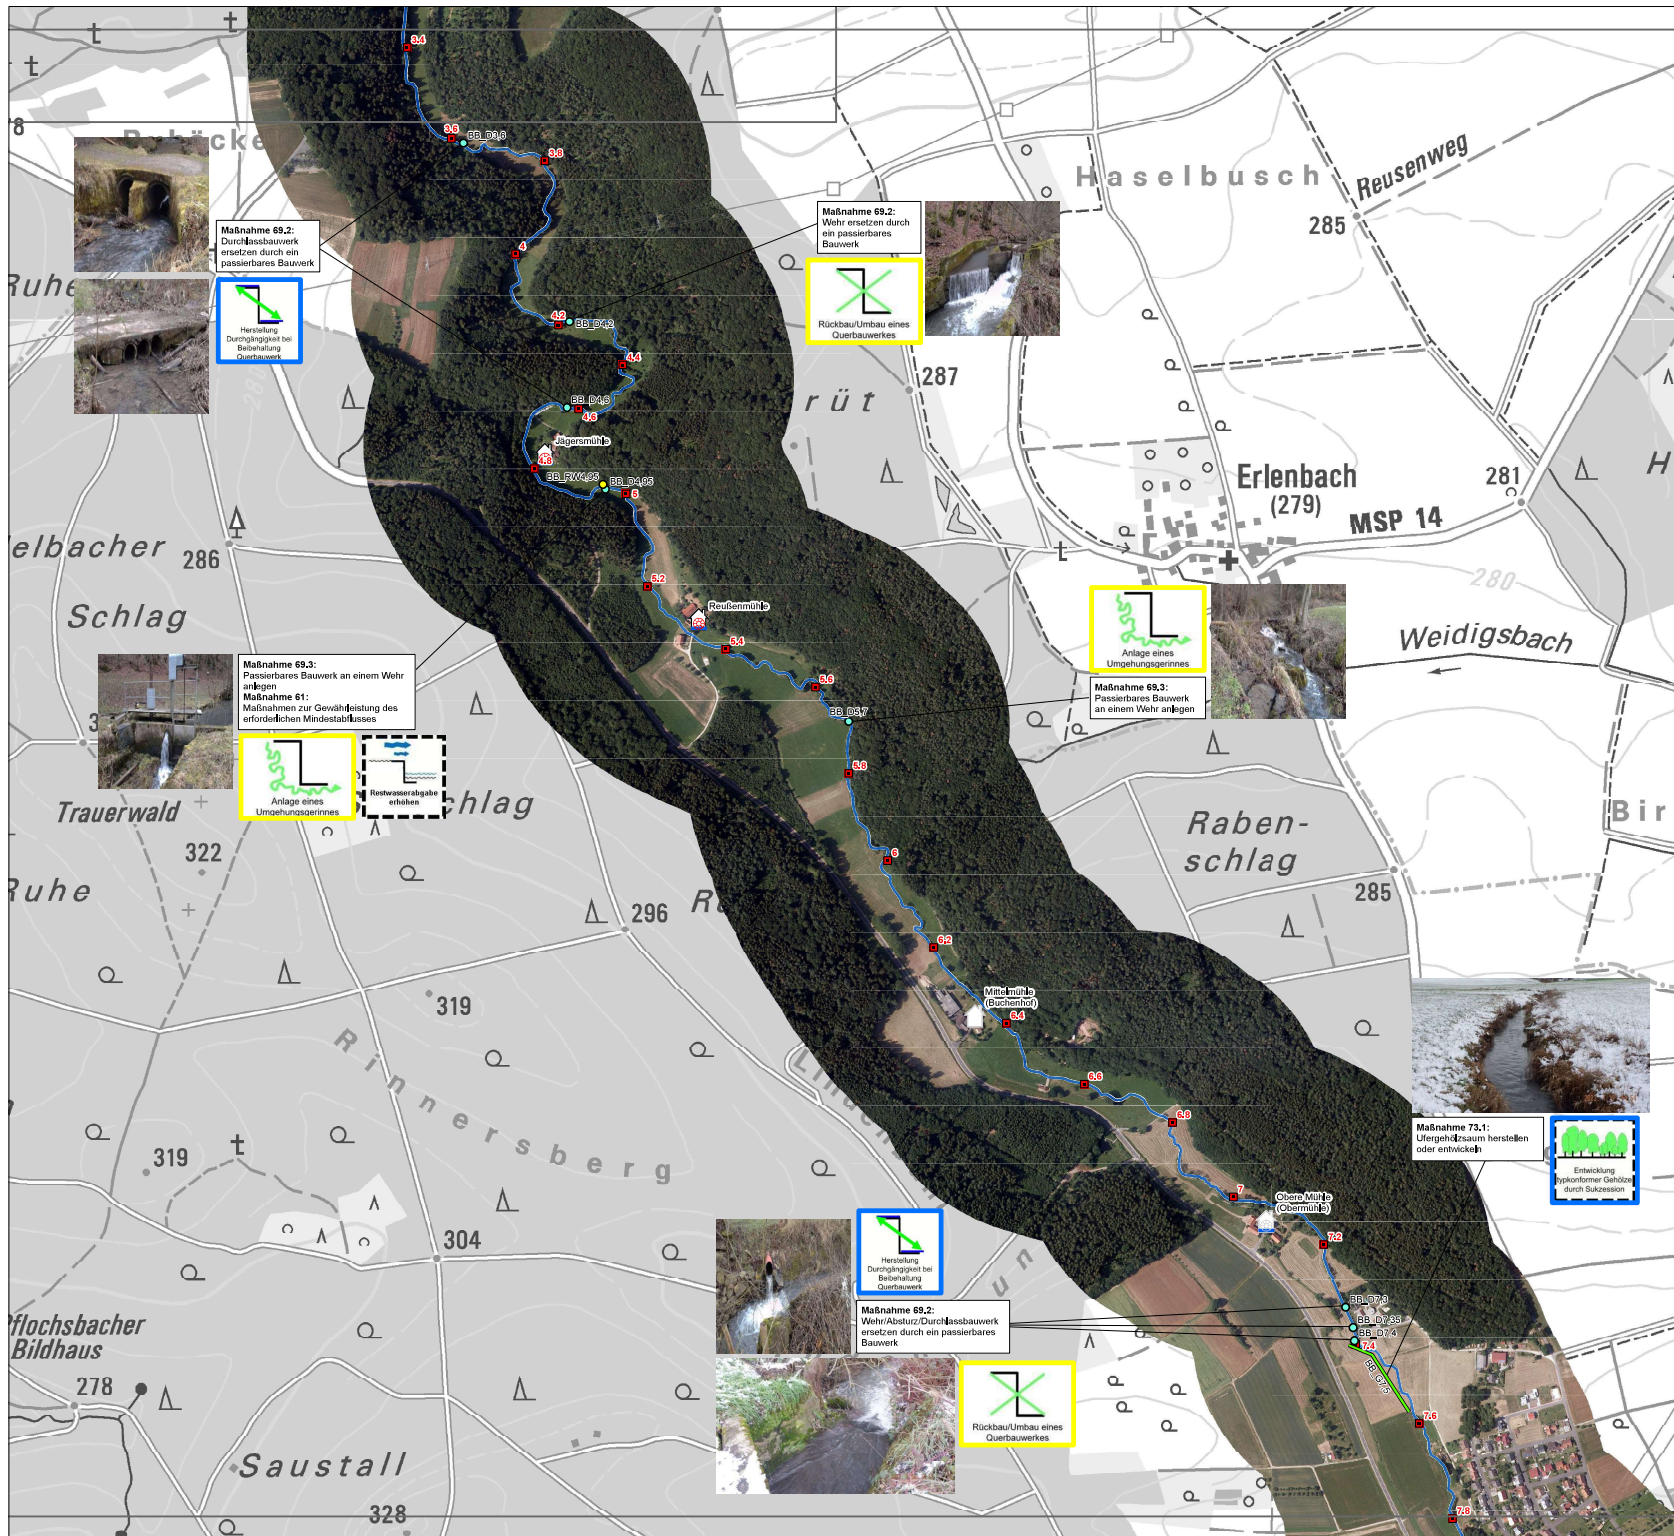 3.4
3.6
BB_D3,6
3.8
Haselbusch
Reusenweg
285
Maßnahme 69.2:
Durchlassbauwerk
ersetzen durch ein
passierbares Bauwerk
Maßnahme 69.2:
Wehr ersetzen durch
ein passierbares
Bauwerk
4
Herstellung
Durchgängigkeit bei
Beibehaltung
Querbauwerk
Rückbau/Umbau eines
Querbauwerkes
4.2
BB_D4,2
4.4
287
rüt
BB_D4,6
4.6
Jägersmühle
4.8
BB_RW4,95
BB_D4,95
5
Erlenbach
(279)
MSP 14
281
H
elbacher
Schlag
286
280
5.2
Reußenmühle
5.4
5.6
BB_D5,7
5.8
Weidigsbach
Anlage eines
Umgehungsgerinnes
Maßnahme 69.3:
Passierbares Bauwerk
an einem Wehr anlegen
Maßnahme 69.3:
Passierbares Bauwerk an einem Wehr
anlegen
Maßnahme 61:
Maßnahmen zur Gewährleistung des
erforderlichen Mindestabflusses
Anlage eines
Umgehungsgerinnes
Restwasserabgabe
erhöhen
Trauerwald
chlag
322
Ruhe
296
6
Raben-
schlag
285
Bir
6.2
319
Mittelmühle
(Buchenhof)
6.4
Rinnersberg
6.6
6.8
319
Maßnahme 73.1:
Ufergehölzsaum herstellen
oder entwickeln
Entwicklung
typkonformer Gehölze
durch Sukzession
7
Obere Mühle
(Obermühle)
7.2
304
Herstellung
Durchgängigkeit bei
Beibehaltung
Querbauwerk
Maßnahme 69.2:
Wehr/Absturz/Durchlassbauwerk
ersetzen durch ein passierbares
Bauwerk
BB_D7,3
BB_D7,35
BB_D7,4
7.4
BB_G7,5
7.6
Rückbau/Umbau eines
Querbauwerkes
flochsbacher
Bildhaus
278
Saustall
328
7.8